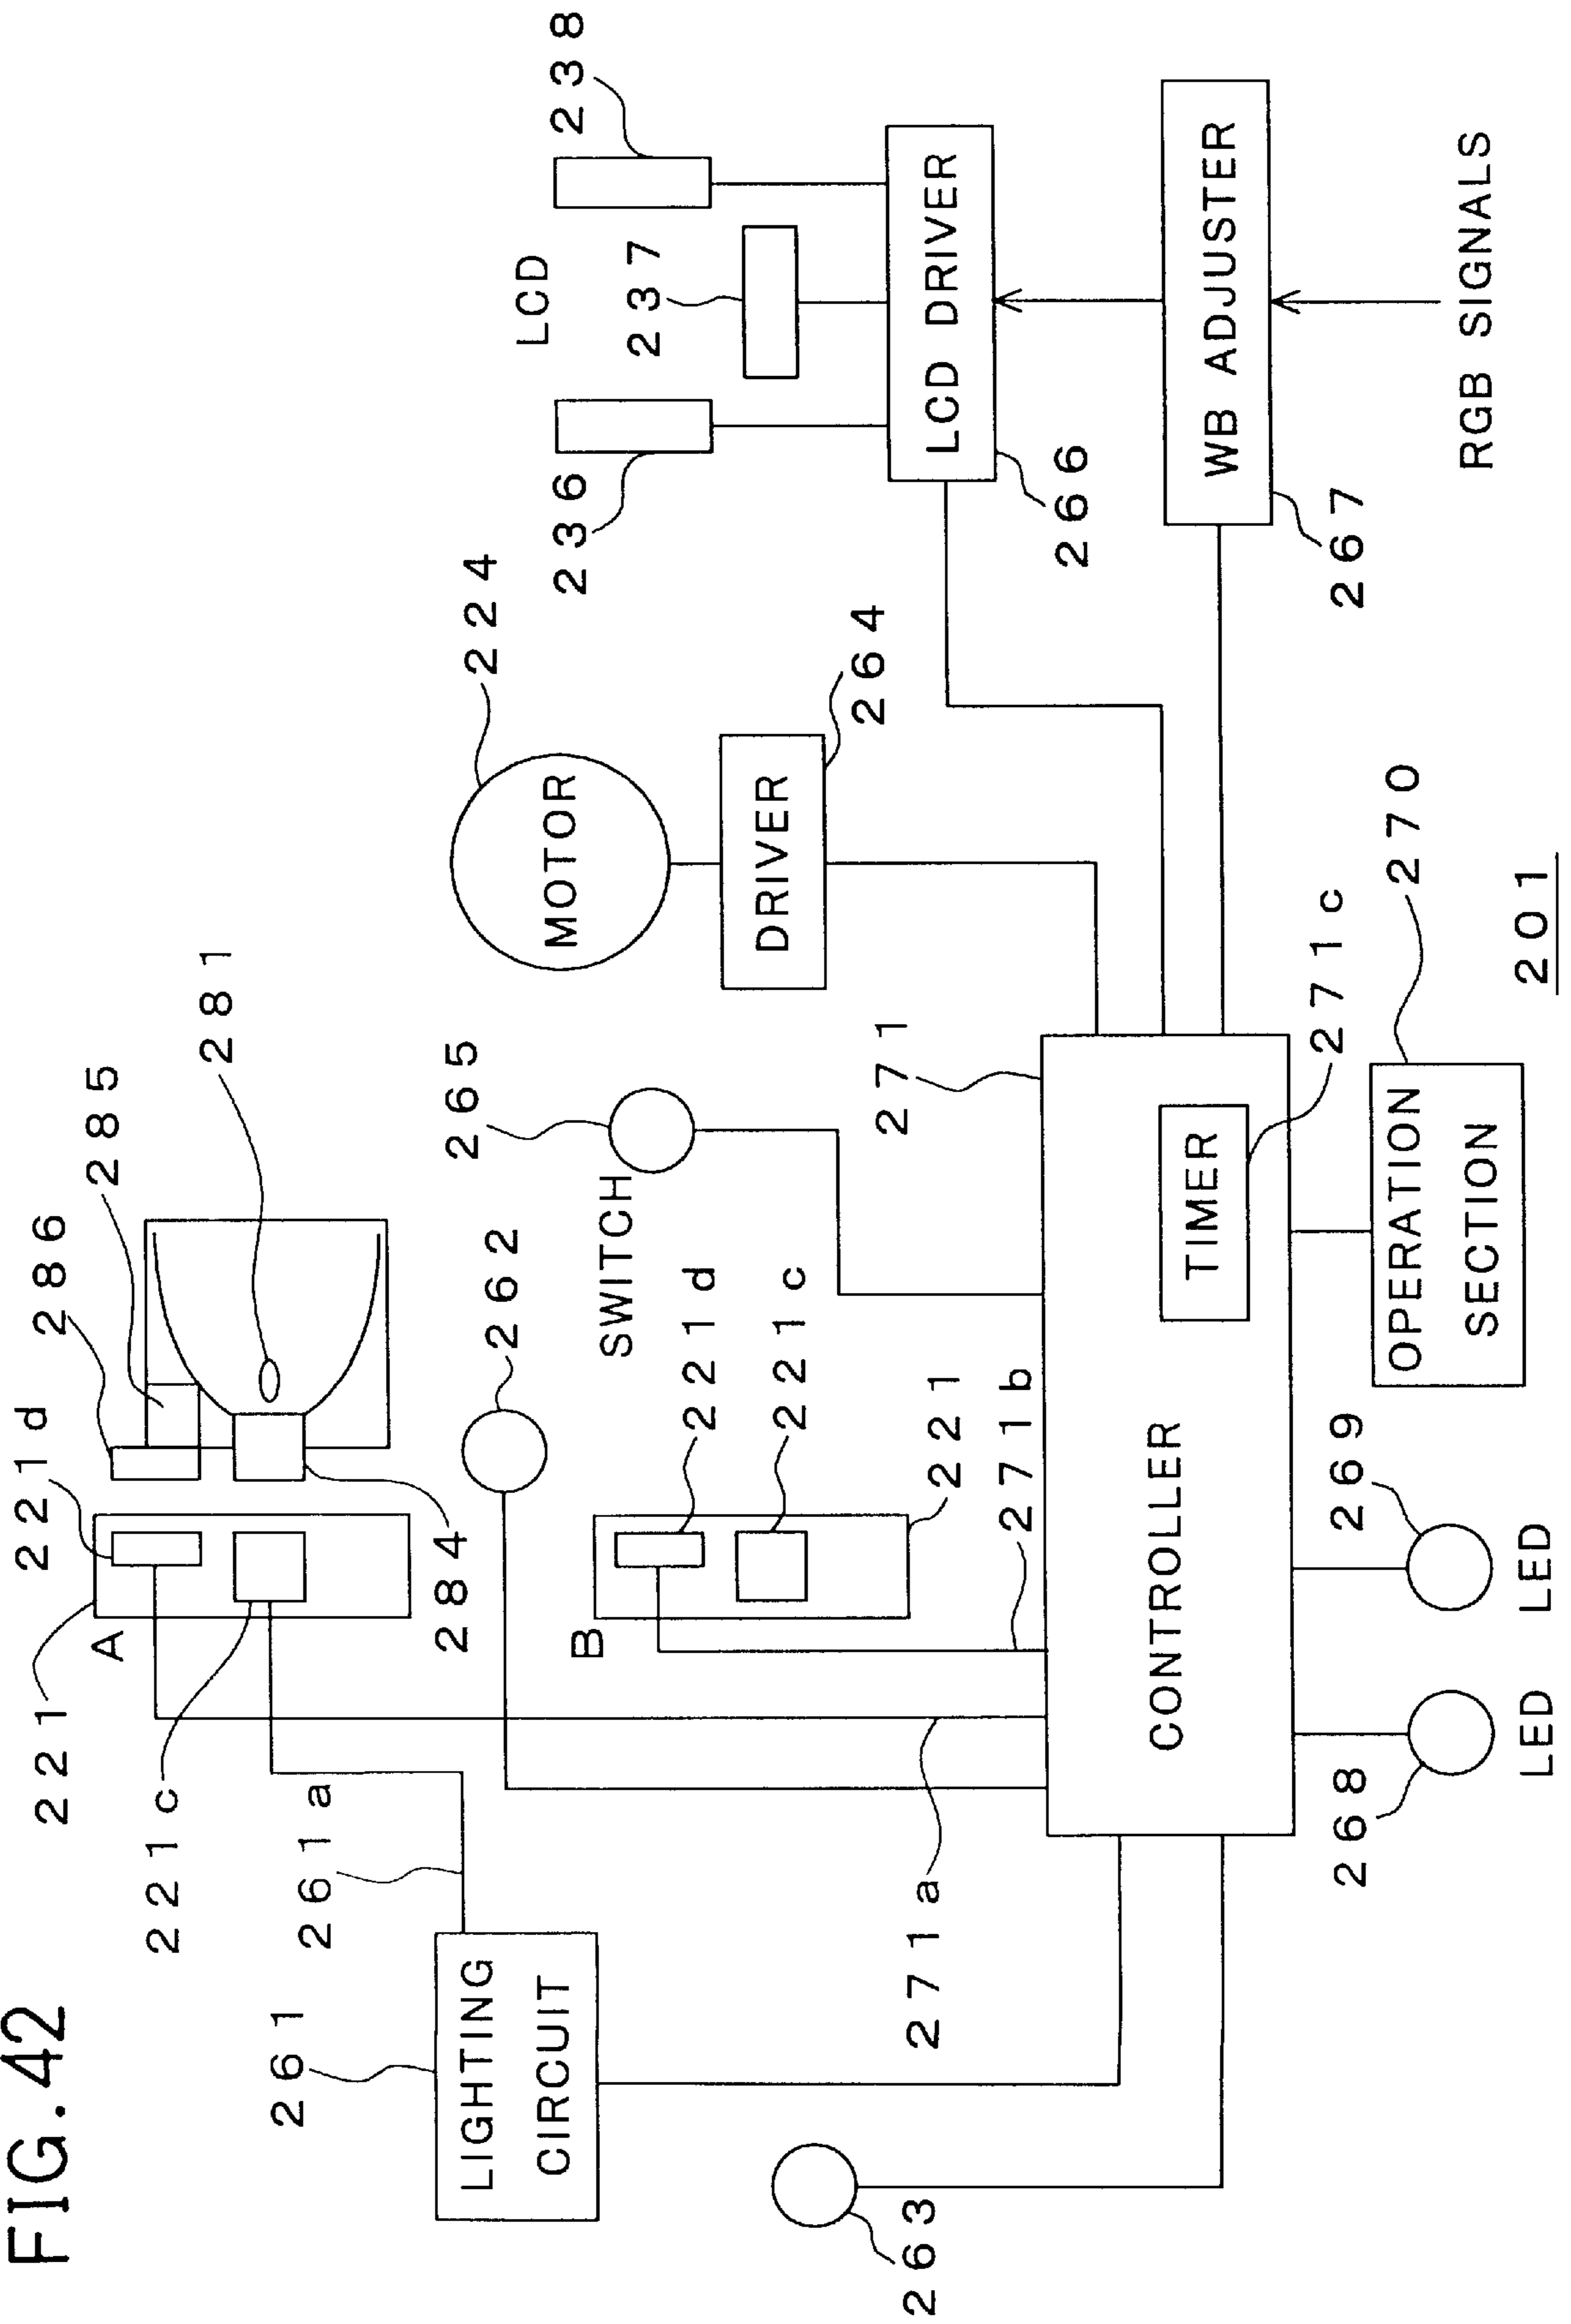 FIG. 42
221
221d
286
285
281
A
221c
261a
284
261
LIGHTING
CIRCUIT
262
265
SWITCH
224
MOTOR
LCD
236
237
238
B
221d
221c
221
271b
271a
263
264
DRIVER
LCD DRIVER
266
271
CONTROLLER
TIMER
271c
WB ADJUSTER
267
268
LED
269
LED
270
OPERATION
SECTION
RGB SIGNALS
201